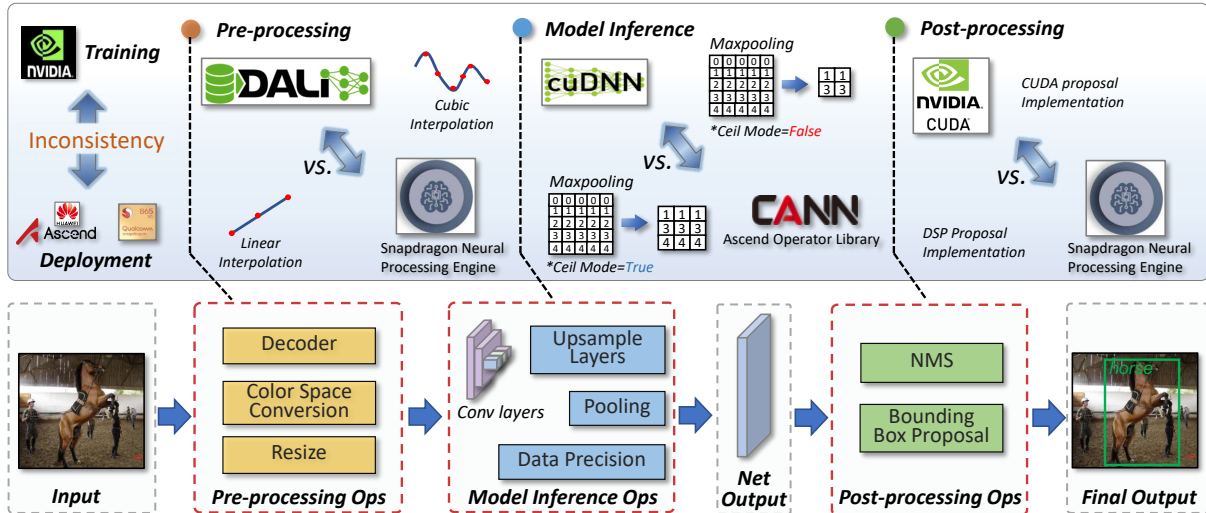 NVIDIA.
Training
Inconsistency
HUAWEI
Ascend
865
Qualcomm
snapdragon
Deployment
Pre-processing
DALI
Cubic
Interpolation
vs.
Linear
Interpolation
Snapdragon Neural
Processing Engine
Model Inference
cuDNN
Maxpooling
0 0 0 0 0
1 1 1 1 1
2 2 2 2 2
3 3 3 3 3
4 4 4 4 4
1 1
3 3
*Ceil Mode=False
vs.
Maxpooling
0 0 0 0 0
1 1 1 1 1
2 2 2 2 2
3 3 3 3 3
4 4 4 4 4
1 1 1
3 3 3
4 4 4
*Ceil Mode=True
CANN
Ascend Operator Library
Post-processing
NVIDIA.
CUDA
CUDA proposal
Implementation
vs.
DSP Proposal
Implementation
Snapdragon Neural
Processing Engine
Input
Decoder
Color Space
Conversion
Resize
Pre-processing Ops
Conv layers
Upsample
Layers
Pooling
Data Precision
Model Inference Ops
Net
Output
NMS
Bounding
Box Proposal
Post-processing Ops
horse
Final Output